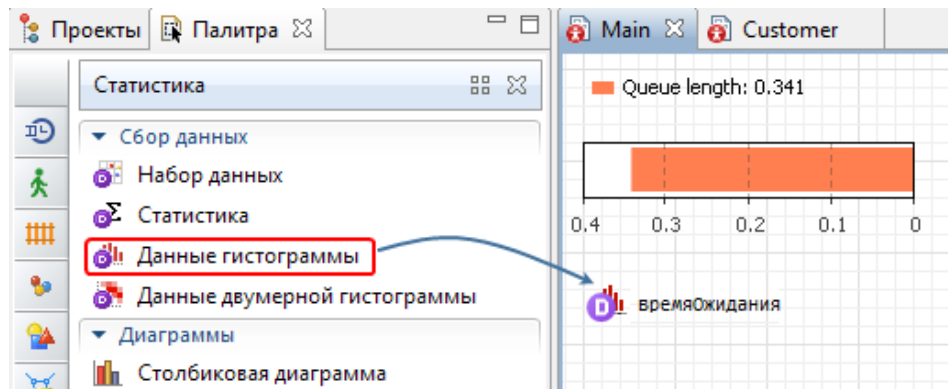 Проекты Палитра
Статистика
Сбор данных
Набор данных
Статистика
Данные гистограммы
Данные двумерной гистограммы
Диаграммы
Столбиковая диаграмма
Main Customer
Queue length: 0.341
0.4 0.3 0.2 0.1 0
времяОжидания